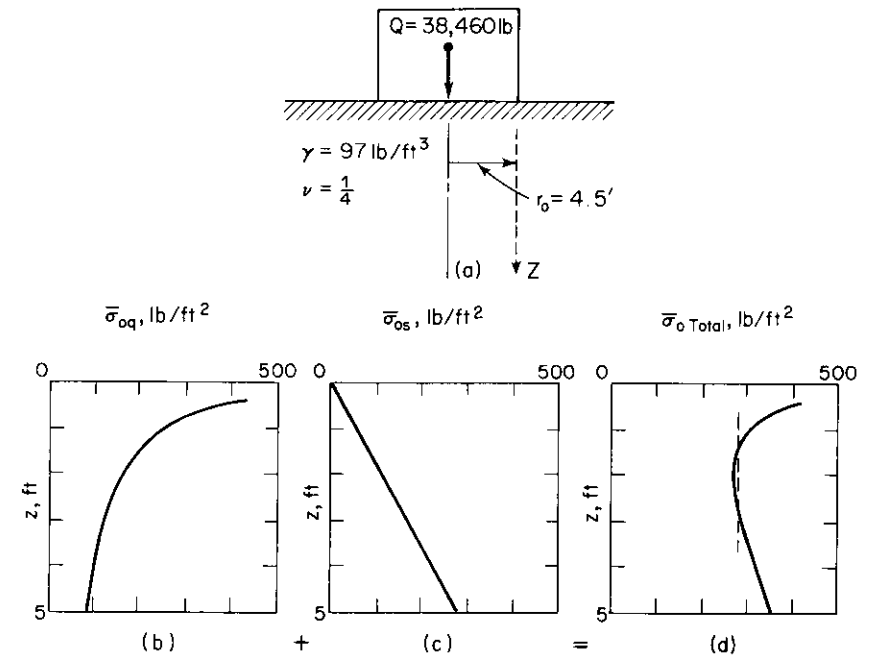 Q = 38,460 lb
γ = 97 lb/ft³
ν = 1/4
r₀ = 4.5′
(a)
Z
σ̅oq, lb/ft²
σ̅os, lb/ft²
σ̅o Total, lb/ft²
0 500
0 500
0 500
z, ft
z, ft
z, ft
5
5
5
(b) + (c) = (d)